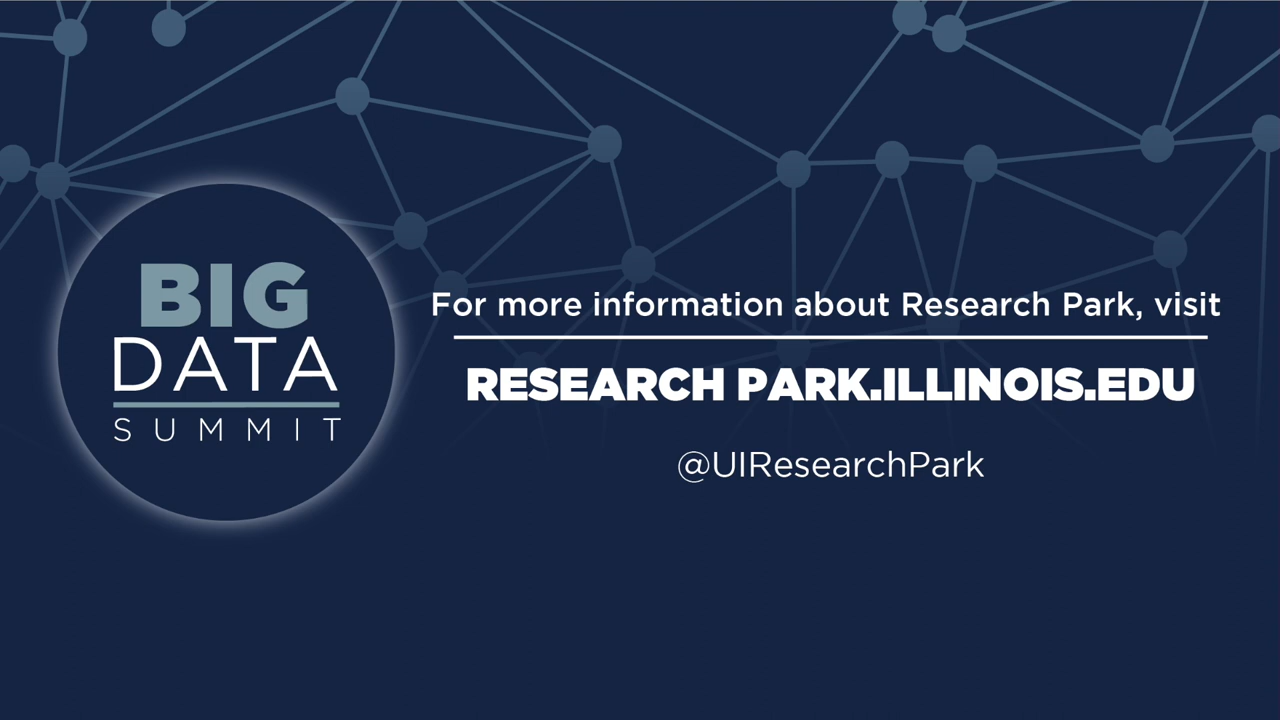 BIG
DATA
SUMMIT
For more information about Research Park, visit
RESEARCH PARK.ILLINOIS.EDU
@UIResearchPark